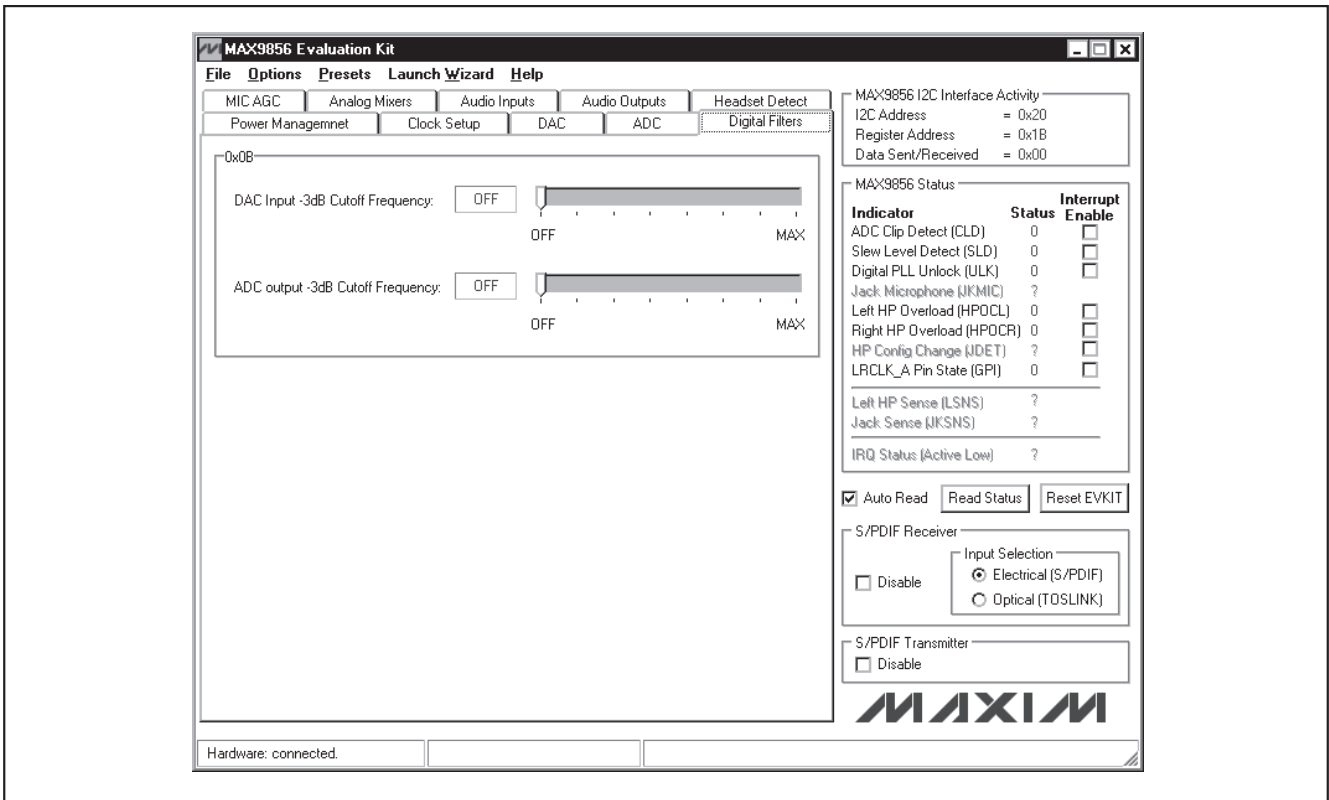 MAX9856 Evaluation Kit
File Options Presets Launch Wizard Help
MIC AGC Analog Mixers Audio Inputs Audio Outputs Headset Detect
Power Managemnet Clock Setup DAC ADC Digital Filters
0x0B
DAC Input -3dB Cutoff Frequency: OFF
OFF MAX
ADC output -3dB Cutoff Frequency: OFF
OFF MAX
MAX9856 I2C Interface Activity
I2C Address = 0x20
Register Address = 0x1B
Data Sent/Received = 0x00
MAX9856 Status
Interrupt
Indicator Status Enable
ADC Clip Detect (CLD) 0
Slew Level Detect (SLD) 0
Digital PLL Unlock (ULK) 0
Jack Microphone (JKMIC) ?
Left HP Overload (HPOCL) 0
Right HP Overload (HPOCR) 0
HP Config Change (JDET) ?
LRCLK_A Pin State (GPI) 0
Left HP Sense (LSNS) ?
Jack Sense (JKSNS) ?
IRQ Status (Active Low) ?
Auto Read Read Status Reset EVKIT
S/PDIF Receiver
Input Selection
Disable
Electrical (S/PDIF)
Optical (TOSLINK)
S/PDIF Transmitter
Disable
MAXIM
Hardware: connected.